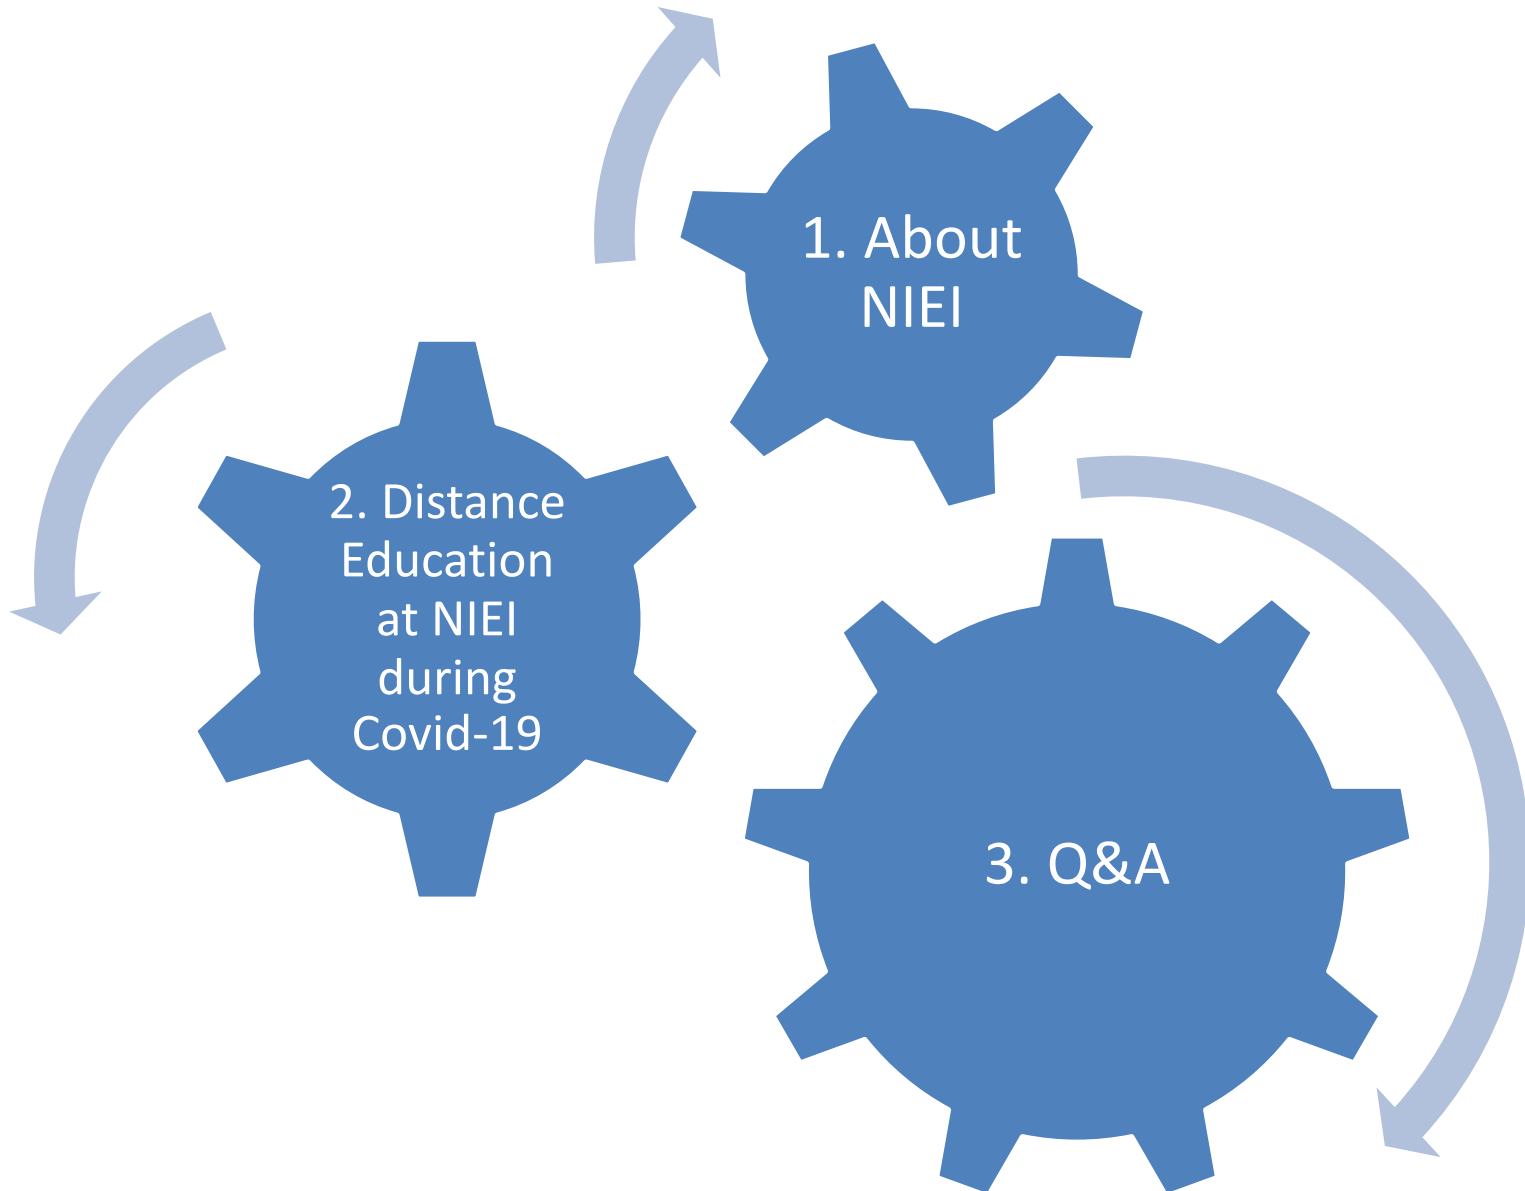 1. About
NIEI
2. Distance
Education
at NIEI
during
Covid-19
3. Q&A